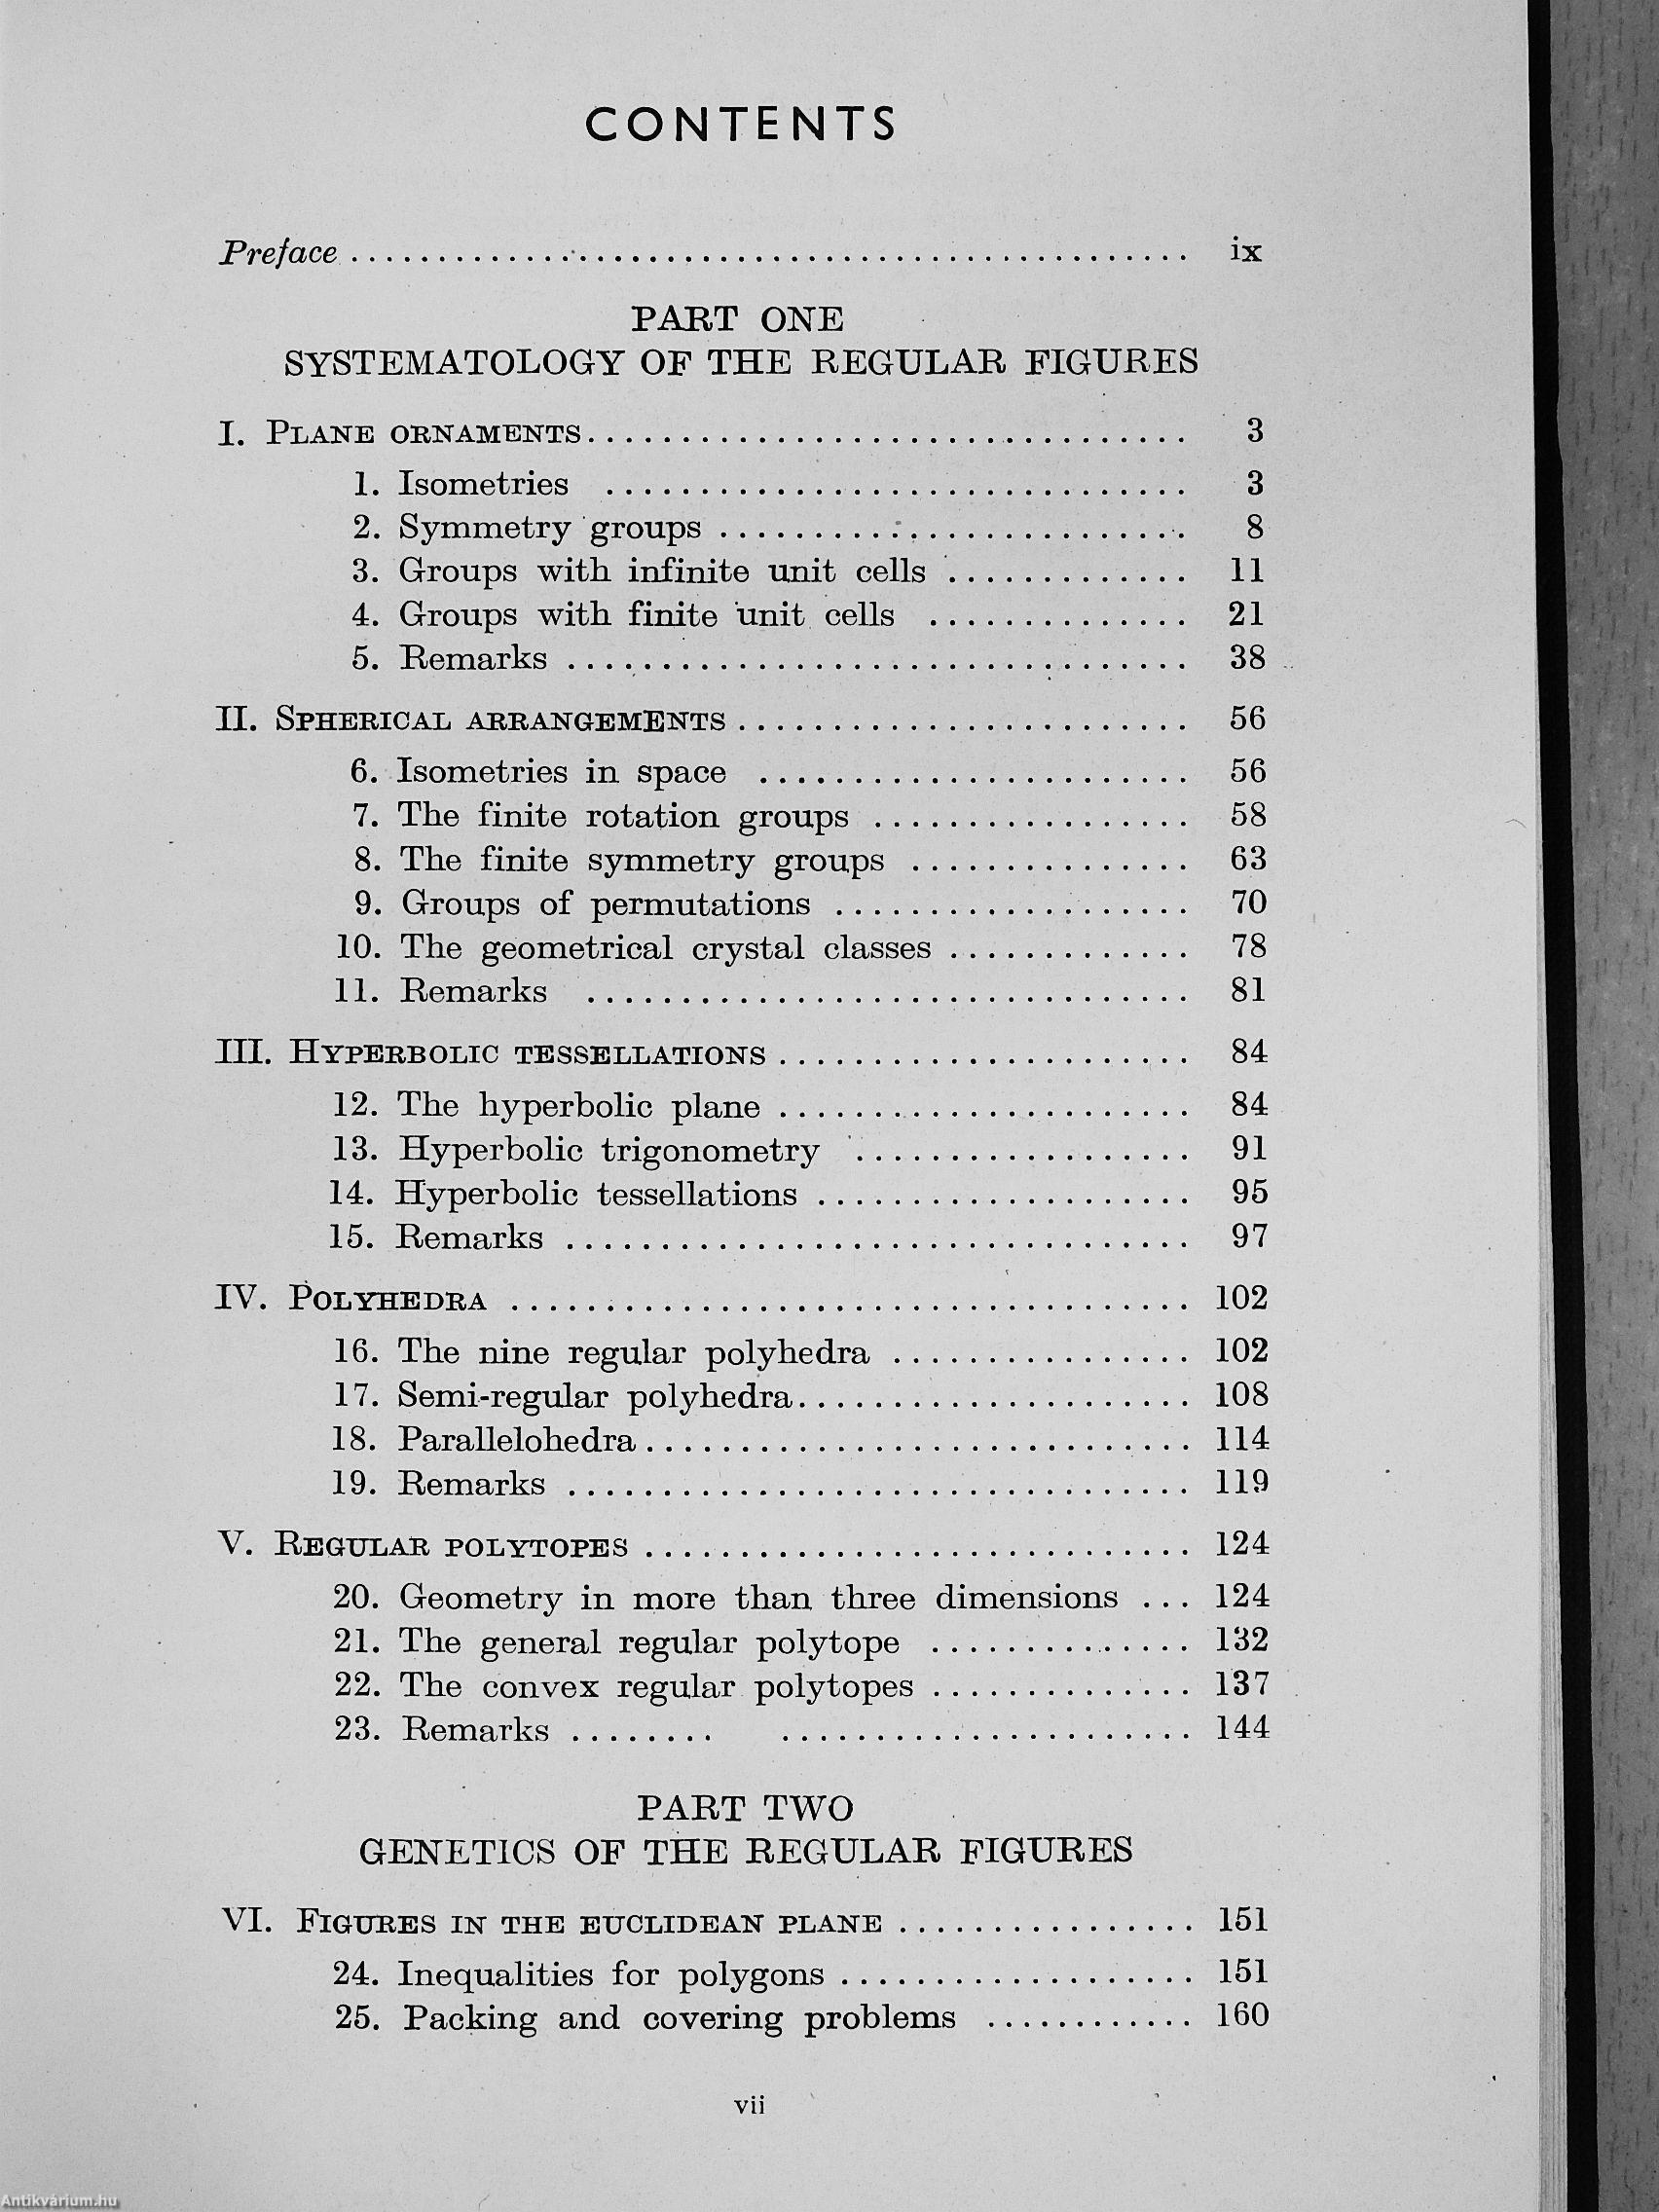 CONTENTS
Preface ix
PART ONE
SYSTEMATOLOGY OF THE REGULAR FIGURES
I. PLANE ORNAMENTS 3
1. Isometries 3
2. Symmetry groups 8
3. Groups with infinite unit cells 11
4. Groups with finite unit cells 21
5. Remarks 38
II. SPHERICAL ARRANGEMENTS 56
6. Isometries in space 56
7. The finite rotation groups 58
8. The finite symmetry groups 63
9. Groups of permutations 70
10. The geometrical crystal classes 78
11. Remarks 81
III. HYPERBOLIC TESSELLATIONS 84
12. The hyperbolic plane 84
13. Hyperbolic trigonometry 91
14. Hyperbolic tessellations 95
15. Remarks 97
IV. POLYHEDRA 102
16. The nine regular polyhedra 102
17. Semi-regular polyhedra 108
18. Parallelohedra 114
19. Remarks 119
V. REGULAR POLYTOPES 124
20. Geometry in more than three dimensions 124
21. The general regular polytope 132
22. The convex regular polytopes 137
23. Remarks 144
PART TWO
GENETICS OF THE REGULAR FIGURES
VI. FIGURES IN THE EUCLIDEAN PLANE 151
24. Inequalities for polygons 151
25. Packing and covering problems 160
vii
Antikvárium.hu